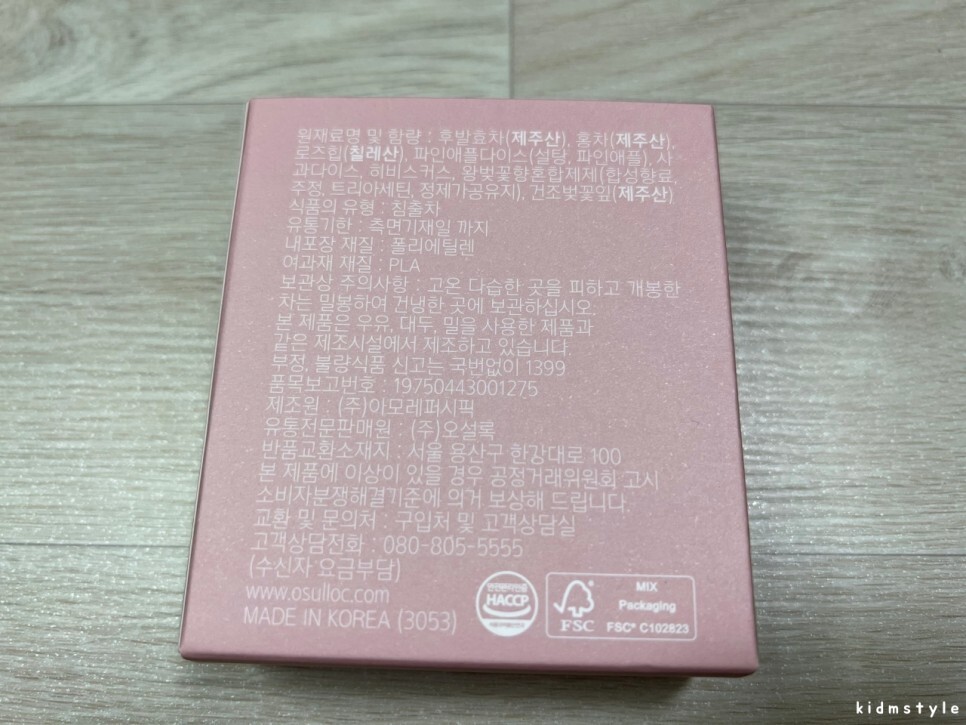 원재료명 및 함량 : 후발효차(제주산), 홍차(제주산),
로즈힙(칠레산), 파인애플다이스(설탕, 파인애플), 사
과다이스, 히비스커스, 왕벚꽃향혼합제제(합성향료,
주정, 트리아세틴, 정제가공유지), 건조벚꽃잎(제주산)
식품의 유형 : 침출차
유통기한 : 측면기재일 까지
내포장 재질 : 폴리에틸렌
여과재 재질 : PLA
보관상 주의사항 : 고온 다습한 곳을 피하고 개봉한
차는 밀봉하여 건냉한 곳에 보관하십시오.
본 제품은 우유, 대두, 밀을 사용한 제품과
같은 제조시설에서 제조하고 있습니다.
부정, 불량식품 신고는 국번없이 1399
품목보고번호 : 19750443001275
제조원 : (주)아모레퍼시픽
유통전문판매원 : (주)오설록
반품교환소재지 : 서울 용산구 한강대로 100
본 제품에 이상이 있을 경우 공정거래위원회 고시
소비자분쟁해결기준에 의거 보상해 드립니다.
교환 및 문의처 : 구입처 및 고객상담실
고객상담전화 : 080-805-5555
(수신자 요금부담)
www.osulloc.com
MADE IN KOREA (3053)
HACCP
FSC
MIX
Packaging
FSC® C102823
kidmstyle